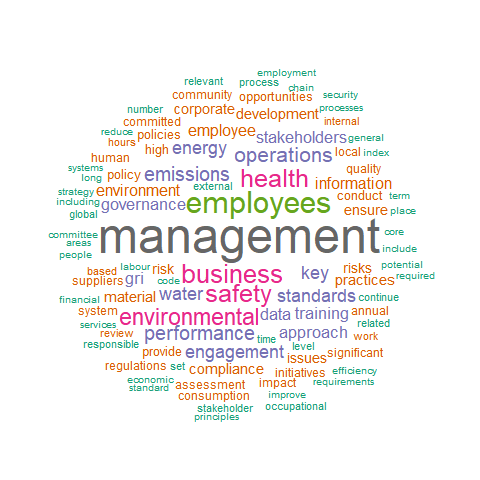 employment
relevant process
chain
community opportunities security
number corporate development processes
committed internal
reduce policies employee stakeholders general
hours high energy operations local index
human
systems policy emissions health quality
long external information
strategy environment conduct term
including governance employees ensure place
global
committee management core
areas include
people
based labour risk business key risks potential
suppliers gri code practices required
financial material water safety standards continue
system environmental data training annual
services related
review performance time approach work
responsible level
provide engagement issues significant
regulations set compliance initiatives efficiency
economic assessment impact requirements
standard consumption improve
stakeholder occupational
principles